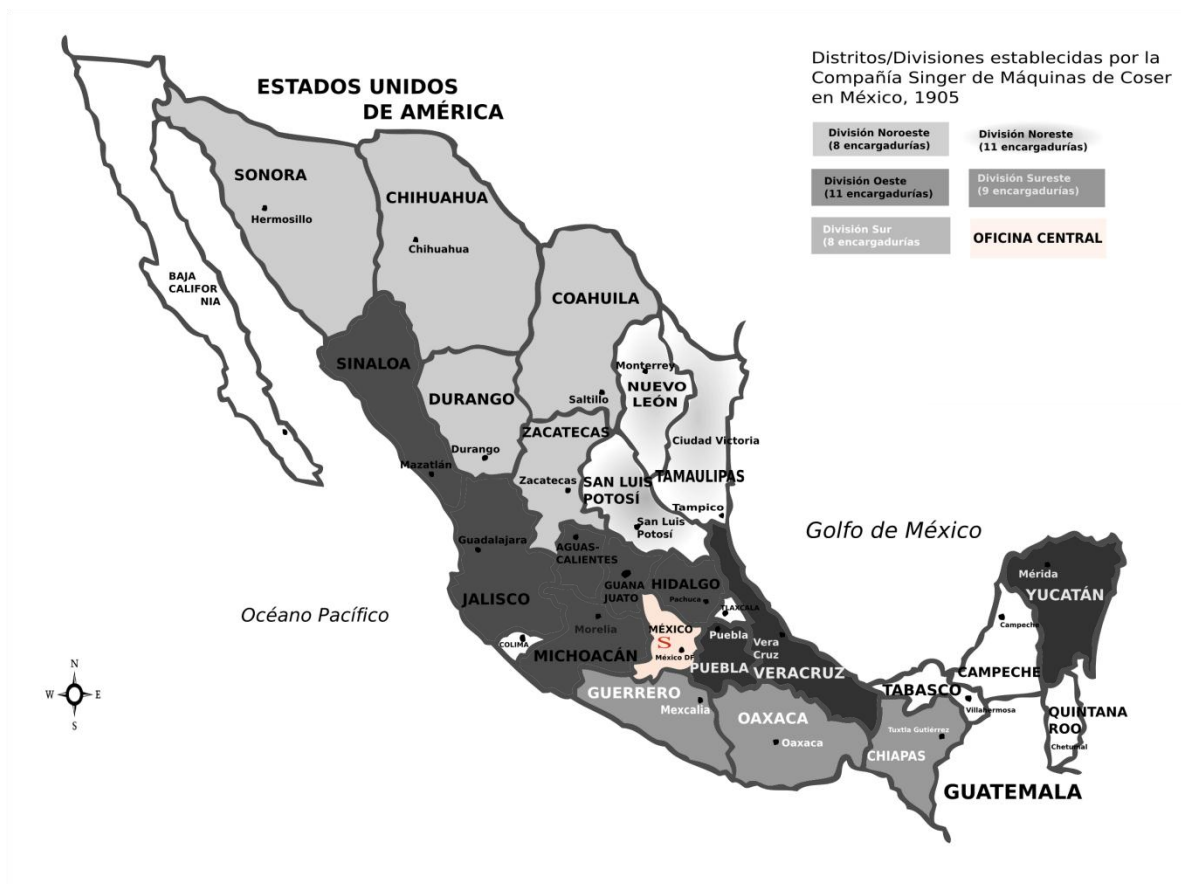 Distritos/Divisiones establecidas por la
Compañía Singer de Máquinas de Coser
en México, 1905
División Noroeste
(8 encargadurías)
División Noreste
(11 encargadurías)
División Oeste
(11 encargadurías)
División Sureste
(9 encargadurías)
División Sur
(8 encargadurías
OFICINA CENTRAL
ESTADOS UNIDOS
DE AMÉRICA
SONORA
Hermosillo
CHIHUAHUA
Chihuahua
BAJA
CALIFOR
NIA
COAHUILA
Saltillo
SINALOA
Mazatlán
DURANGO
Durango
Monterrey
NUEVO
LEÓN
ZACATECAS
Zacatecas
Ciudad Victoria
TAMAULIPAS
Tampico
SAN LUIS
POTOSÍ
San Luis
Potosí
Golfo de México
Guadalajara
JALISCO
AGUAS-
CALIENTES
GUANA
JUATO
HIDALGO
Pachuca
TLAXCALA
Océano Pacífico
COLIMA
Morelia
MICHOACÁN
MÉXICO
S
México DF
Puebla
PUEBLA
Vera
Cruz
VERACRUZ
Mérida
YUCATÁN
Campeche
CAMPECHE
TABASCO
Villahermosa
QUINTANA
ROO
Chetumal
GUERRERO
Mexcalia
OAXACA
Oaxaca
Tuxtla Gutiérrez
CHIAPAS
GUATEMALA
N
W
E
S